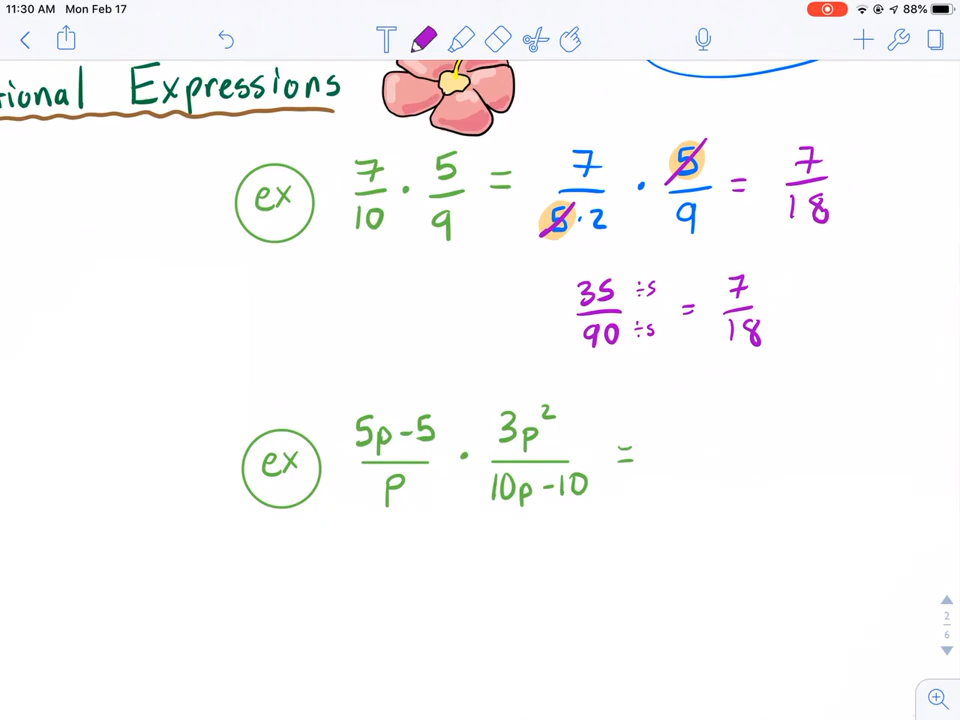 11:30 AM Mon Feb 17 88%
T
tional Expressions
ex 7/10 · 5/9 = 7/(5·2) · 5/9 = 7/18
35/90 ÷5/÷5 = 7/18
ex (5p-5)/p · 3p²/(10p-10) =
2
6